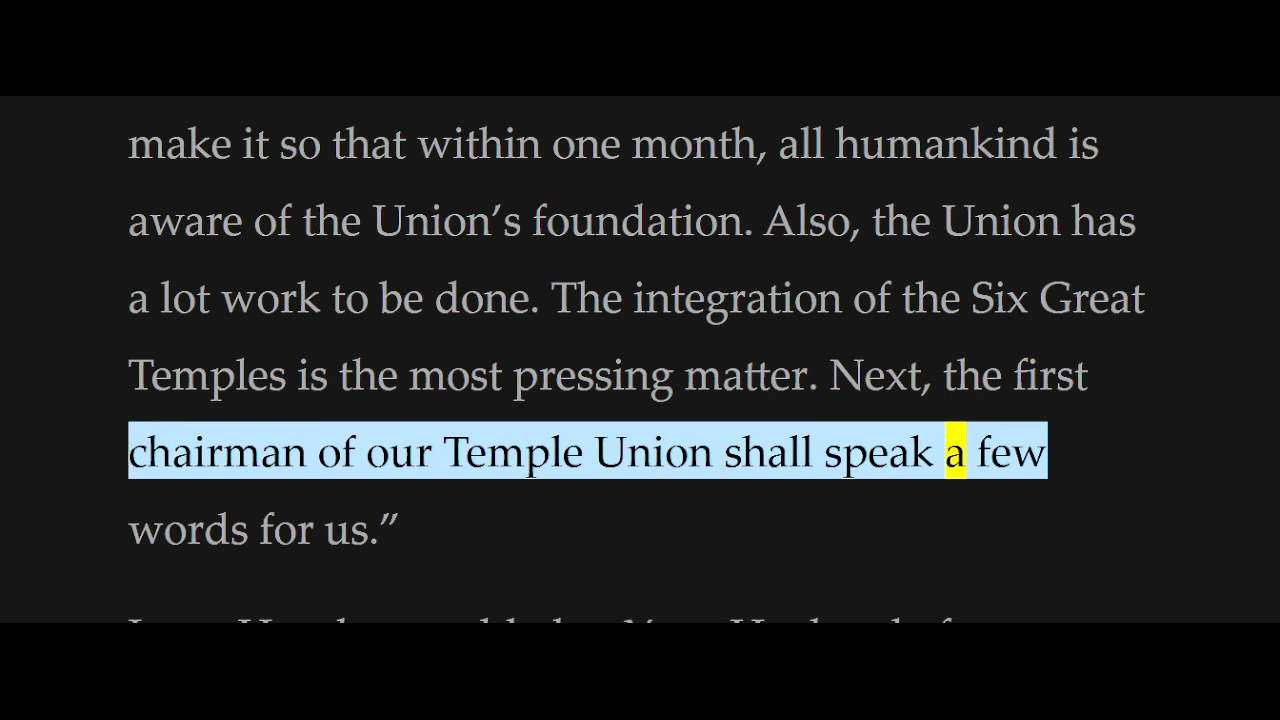 make it so that within one month, all humankind is
aware of the Union’s foundation. Also, the Union has
a lot work to be done. The integration of the Six Great
Temples is the most pressing matter. Next, the first
chairman of our Temple Union shall speak a few
words for us.”